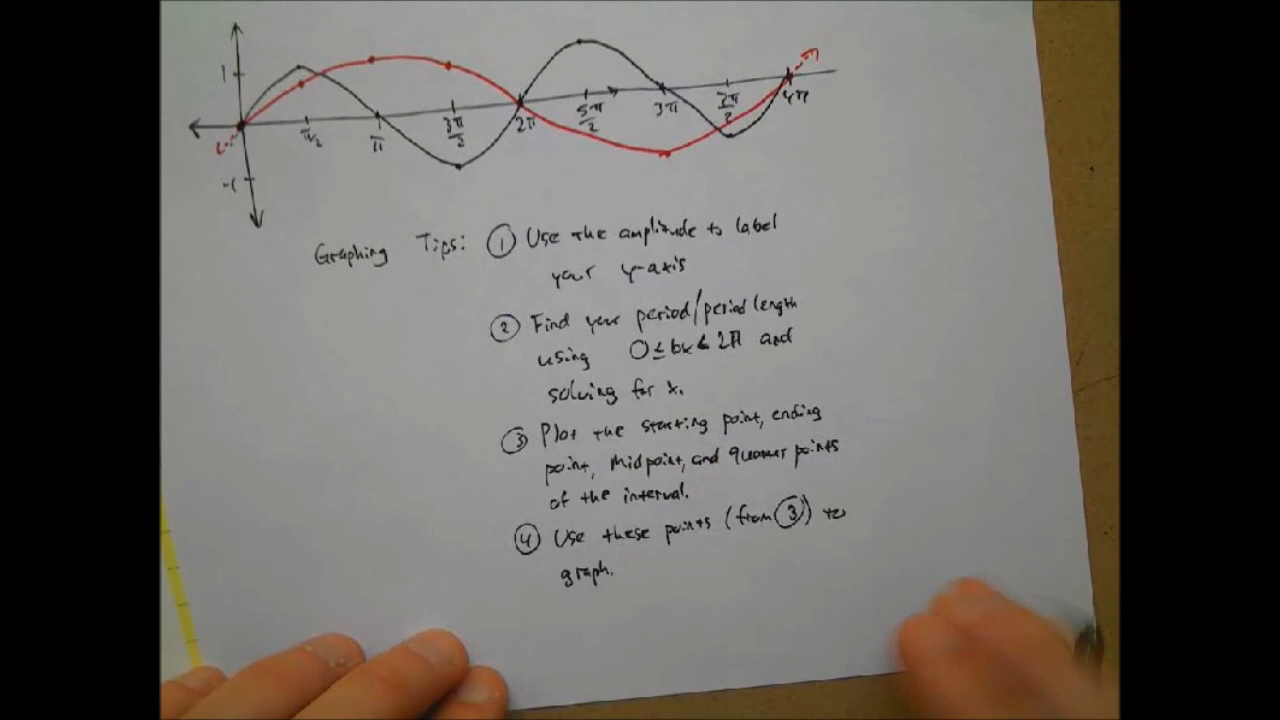 1
-1
π/2
π
3π/2
2π
5π/2
3π
7π/2
4π
Graphing Tips: ① Use the amplitude to label
your y-axis
② Find your period/period length
using 0 ≤ bx ≤ 2π and
solving for x.
③ Plot the starting point, ending
point, midpoint, and quarter points
of the interval.
④ Use these points (from ③) to
graph.